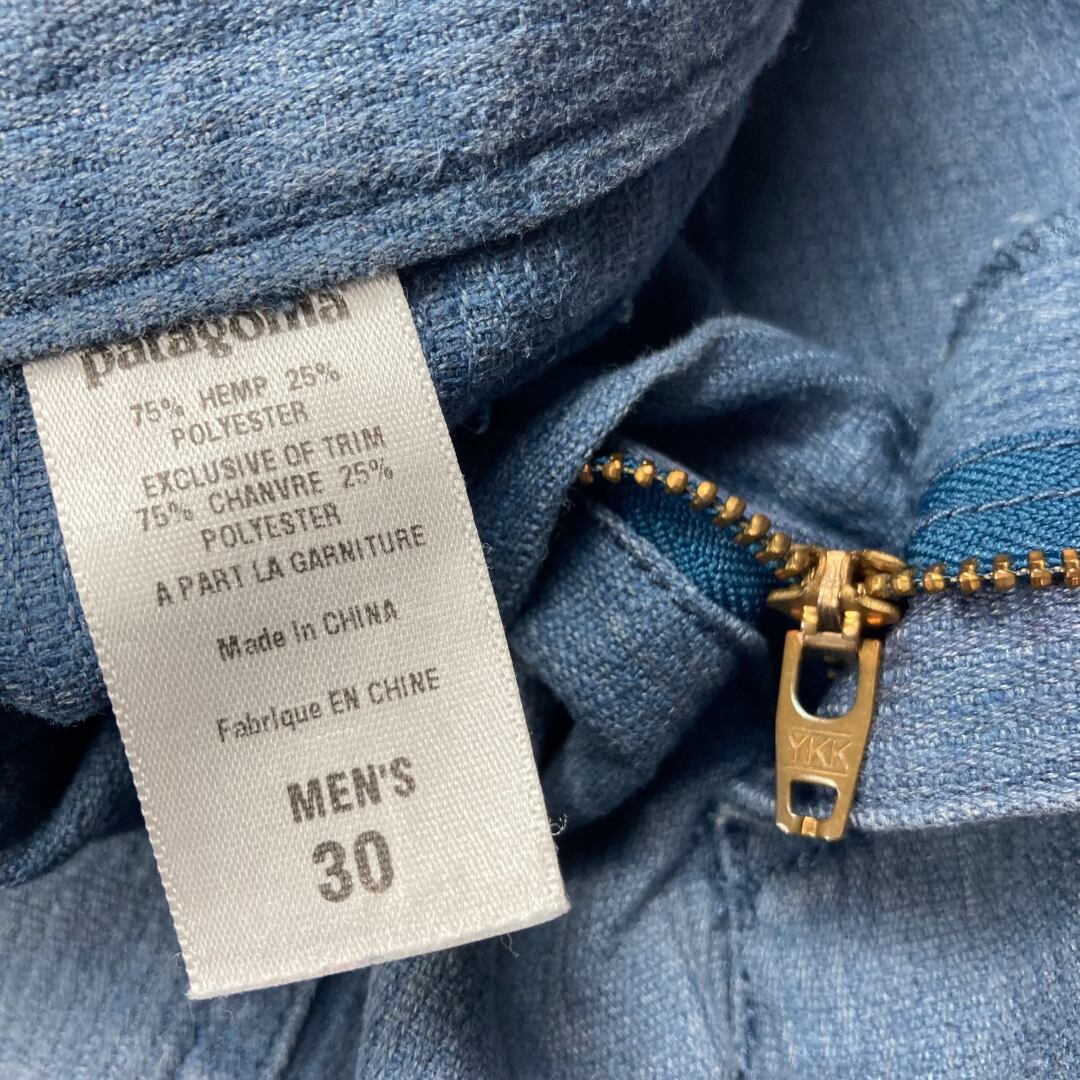 patagonia
75% HEMP 25%
POLYESTER
EXCLUSIVE OF TRIM
75% CHANVRE 25%
POLYESTER
A PART LA GARNITURE
Made In CHINA
Fabrique EN CHINE
MEN'S
30
YKK